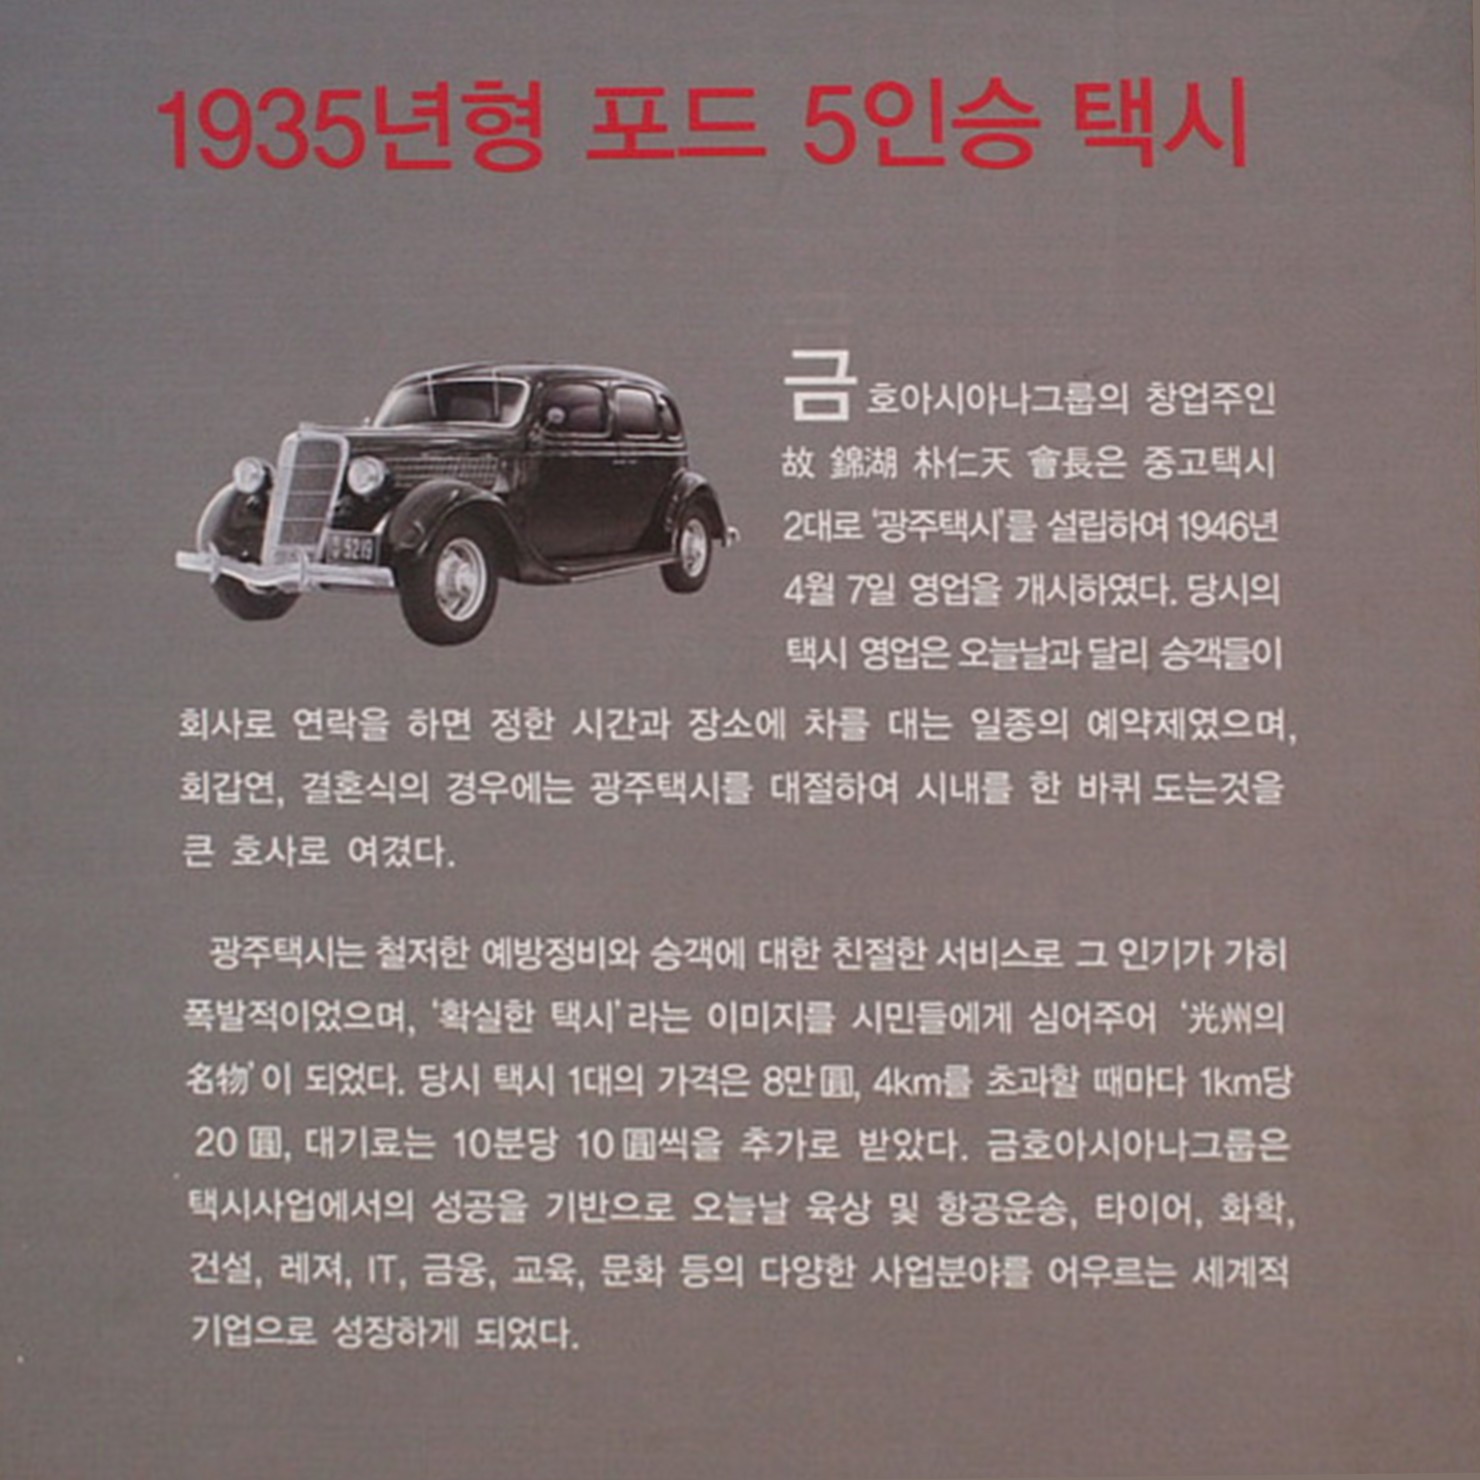 1935년형 포드 5인승 택시
금호아시아나그룹의 창업주인
故 錦湖 朴仁天 會長은 중고택시
2대로 '광주택시'를 설립하여 1946년
4월 7일 영업을 개시하였다. 당시의
택시 영업은 오늘날과 달리 승객들이
회사로 연락을 하면 정한 시간과 장소에 차를 대는 일종의 예약제였으며,
회갑연, 결혼식의 경우에는 광주택시를 대절하여 시내를 한 바퀴 도는것을
큰 호사로 여겼다.
광주택시는 철저한 예방정비와 승객에 대한 친절한 서비스로 그 인기가 가히
폭발적이었으며, '확실한 택시'라는 이미지를 시민들에게 심어주어 '光州의
名物'이 되었다. 당시 택시 1대의 가격은 8만 圓, 4km를 초과할 때마다 1km당
20 圓, 대기료는 10분당 10 圓씩을 추가로 받았다. 금호아시아나그룹은
택시사업에서의 성공을 기반으로 오늘날 육상 및 항공운송, 타이어, 화학,
건설, 레져, IT, 금융, 교육, 문화 등의 다양한 사업분야를 어우르는 세계적
기업으로 성장하게 되었다.
5219